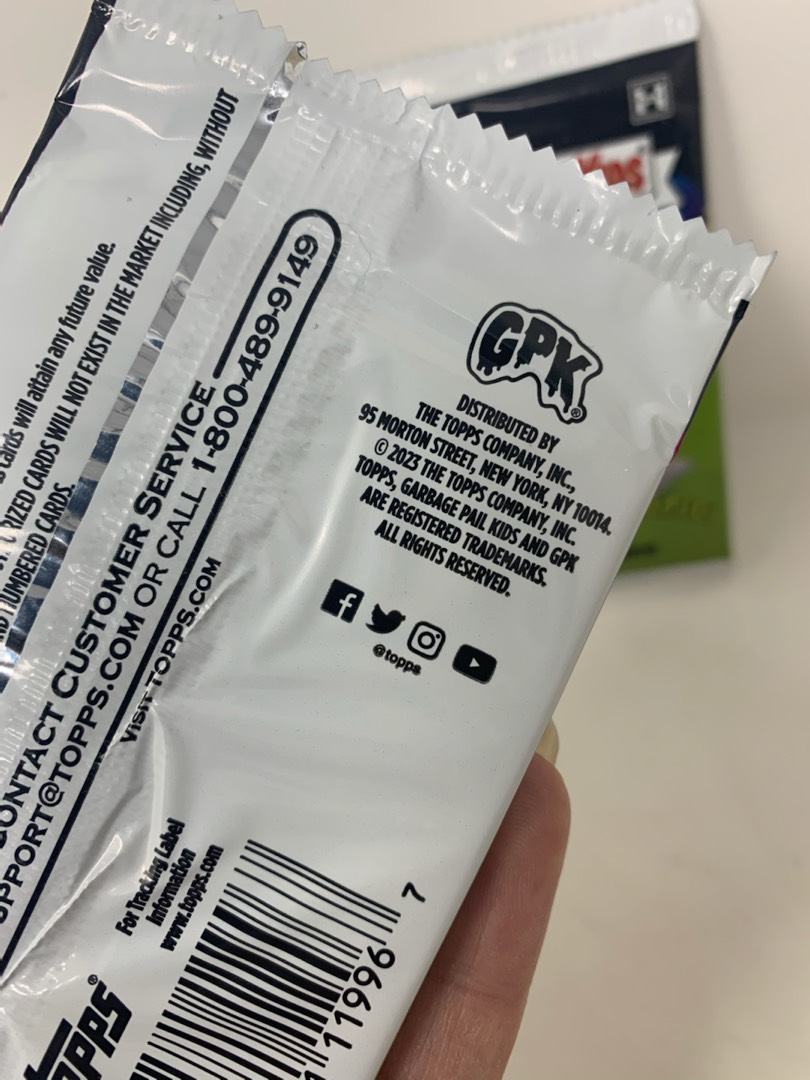 GPK®
DISTRIBUTED BY
THE TOPPS COMPANY, INC.,
95 MORTON STREET, NEW YORK, NY 10014.
© 2023 THE TOPPS COMPANY, INC.
TOPPS, GARBAGE PAIL KIDS AND GPK
ARE REGISTERED TRADEMARKS.
ALL RIGHTS RESERVED.
@topps
cards will attain any future value.
CARDS WILL NOT EXIST IN THE MARKET INCLUDING, WITHOUT
NUMBERED CARDS.
CONTACT CUSTOMER SERVICE
SUPPORT@TOPPS.COM OR CALL 1-800-489-9149
VISIT TOPPS.COM
For Tracking Label
Information
www.topps.com
11996 7
TOPPS®
H